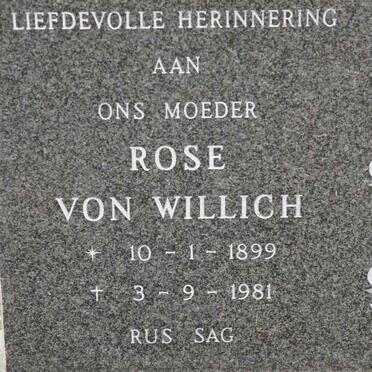 LIEFDEVOLLE HERINNERING
AAN
ONS MOEDER
ROSE
VON WILLICH
* 10 - 1 - 1899
† 3 - 9 - 1981
RUS SAG